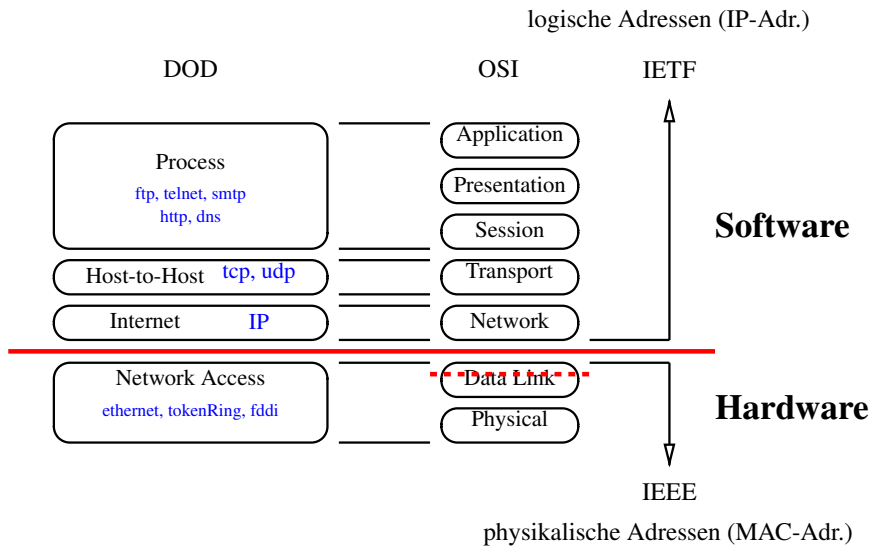 logische Adressen (IP-Adr.)
DOD OSI IETF
Application
Process
Presentation
ftp, telnet, smtp
http, dns
Session
Software
Host-to-Host tcp, udp
Transport
Internet IP
Network
Network Access
Data Link
ethernet, tokenRing, fddi
Physical
Hardware
IEEE
physikalische Adressen (MAC-Adr.)